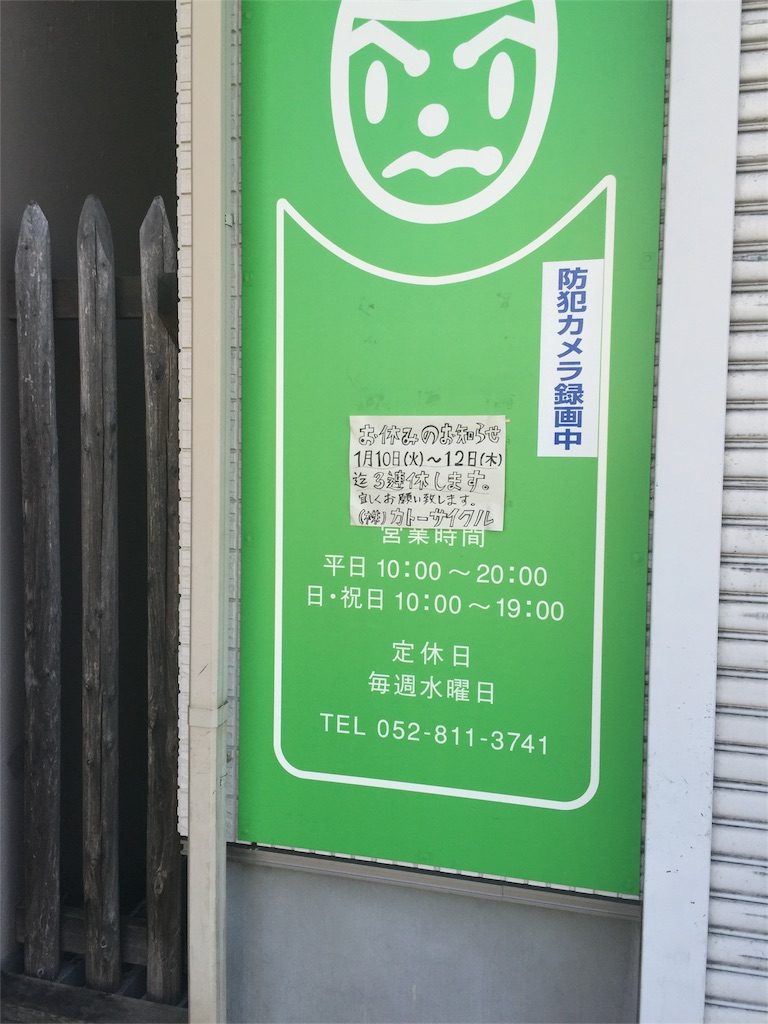 防犯カメラ録画中
お休みのお知らせ
1月10日(火)～12日(木)
迄3連休します。
宜しくお願い致します。
(株)カトーサイクル
営業時間
平日 10:00 ～ 20:00
日・祝日 10:00 ～ 19:00
定休日
毎週水曜日
TEL 052-811-3741